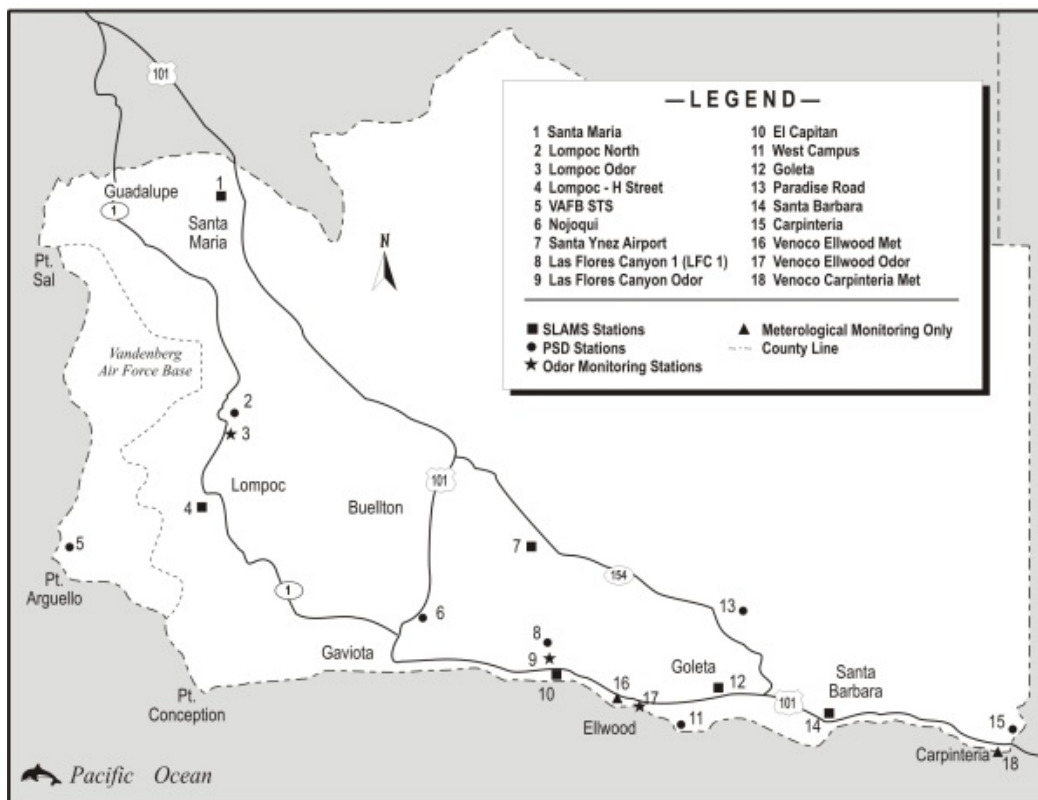 101
Guadalupe
1
1
Santa
Maria
N
Pt.
Sal
Vandenberg
Air Force Base
2
3
Lompoc
4
5
Pt.
Arguello
1
Buellton
101
7
154
6
Gaviota
Pt.
Conception
8
9
10
13
Goleta
12
16
17
Ellwood
11
101
Santa
Barbara
14
15
Carpinteria
18
Pacific Ocean
—LEGEND—
1 Santa Maria
2 Lompoc North
3 Lompoc Odor
4 Lompoc - H Street
5 VAFB STS
6 Nojoqui
7 Santa Ynez Airport
8 Las Flores Canyon 1 (LFC 1)
9 Las Flores Canyon Odor
10 El Capitan
11 West Campus
12 Goleta
13 Paradise Road
14 Santa Barbara
15 Carpinteria
16 Venoco Ellwood Met
17 Venoco Ellwood Odor
18 Venoco Carpinteria Met
SLAMS Stations
PSD Stations
Odor Monitoring Stations
Meterological Monitoring Only
County Line